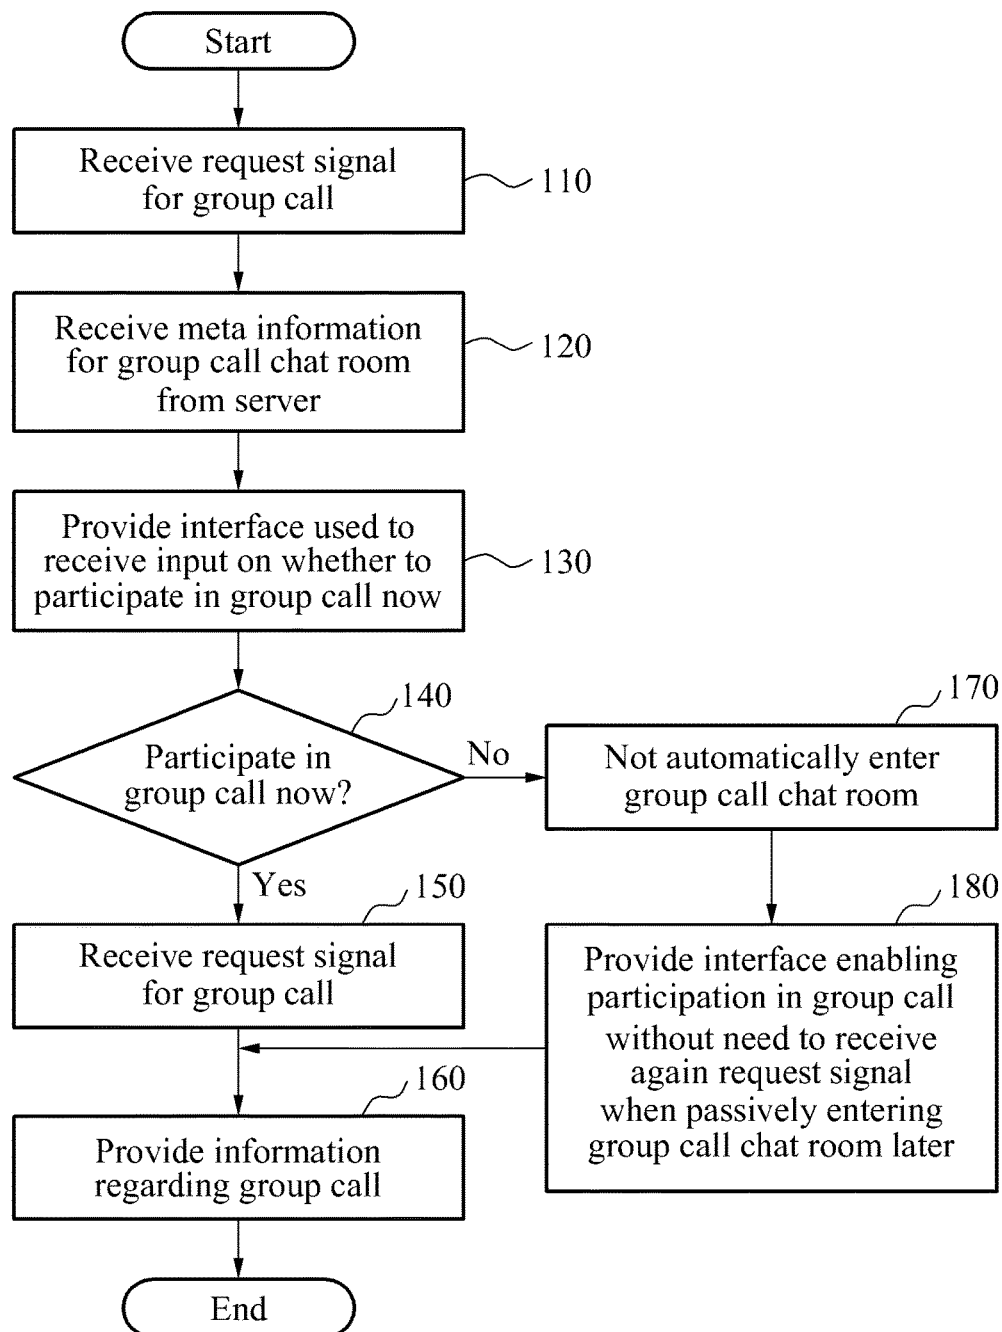 Start
Receive request signal
for group call
110
Receive meta information
for group call chat room
from server
120
Provide interface used to
receive input on whether to
participate in group call now
130
140
Participate in
group call now?
No
170
Not automatically enter
group call chat room
Yes
150
Receive request signal
for group call
180
Provide interface enabling
participation in group call
without need to receive
again request signal
when passively entering
group call chat room later
160
Provide information
regarding group call
End